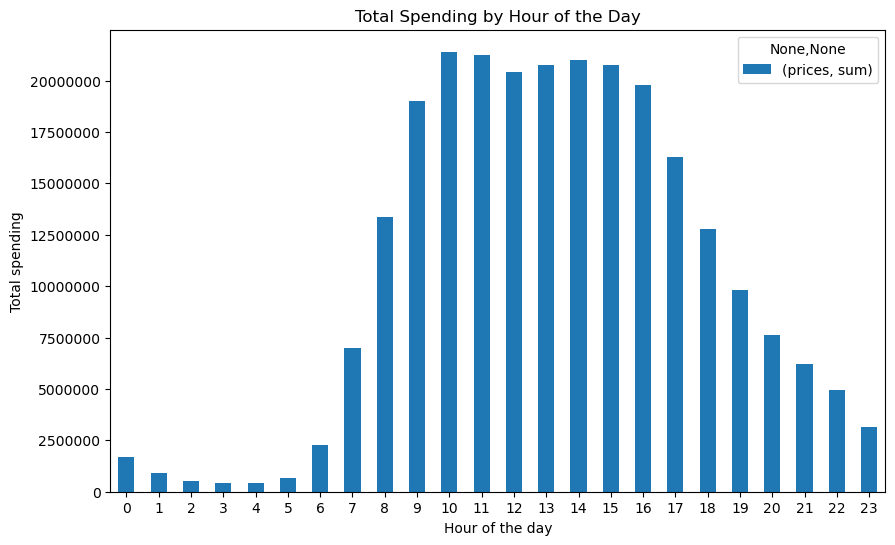 Total Spending by Hour of the Day
None,None
(prices, sum)
Total spending
20000000
17500000
15000000
12500000
10000000
7500000
5000000
2500000
0
0 1 2 3 4 5 6 7 8 9 10 11 12 13 14 15 16 17 18 19 20 21 22 23
Hour of the day